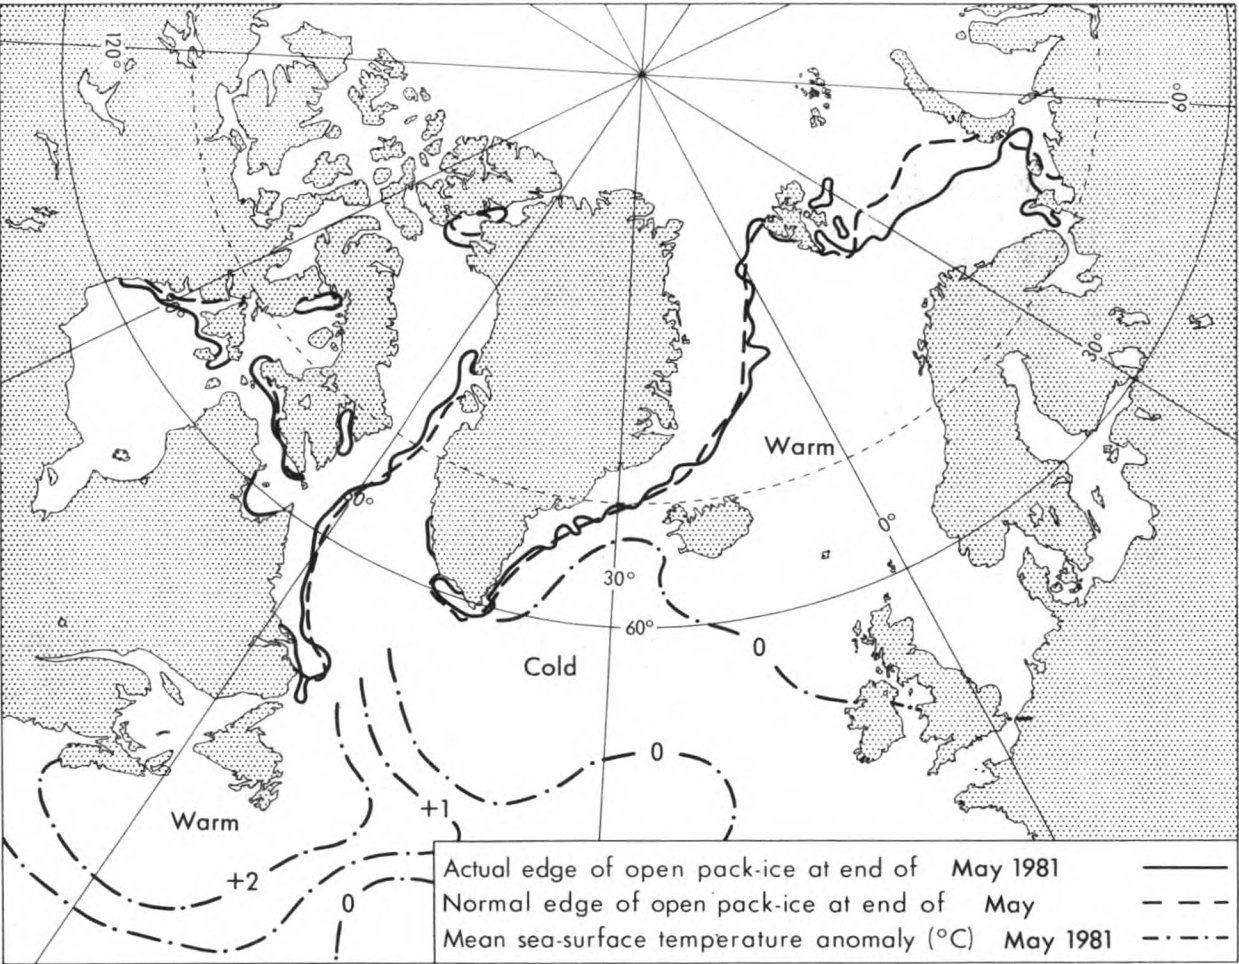 120°
60°
30°
0°
Warm
30°
60°
0
Cold
0
+1
Warm
+2
0
Actual edge of open pack-ice at end of May 1981
Normal edge of open pack-ice at end of May
Mean sea-surface temperature anomaly (°C) May 1981